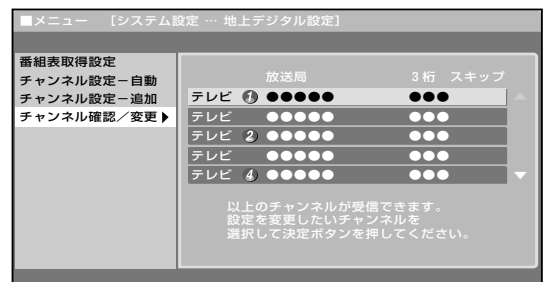 ■メニュー [システム設定 … 地上デジタル設定]
番組表取得設定
チャンネル設定－自動
チャンネル設定－追加
チャンネル確認／変更▶
放送局 3桁 スキップ
テレビ ① ●●●●● ●●●
テレビ ●●●●● ●●●
テレビ ② ●●●●● ●●●
テレビ ●●●●● ●●●
テレビ ④ ●●●●● ●●●
以上のチャンネルが受信できます。
設定を変更したいチャンネルを
選択して決定ボタンを押してください。